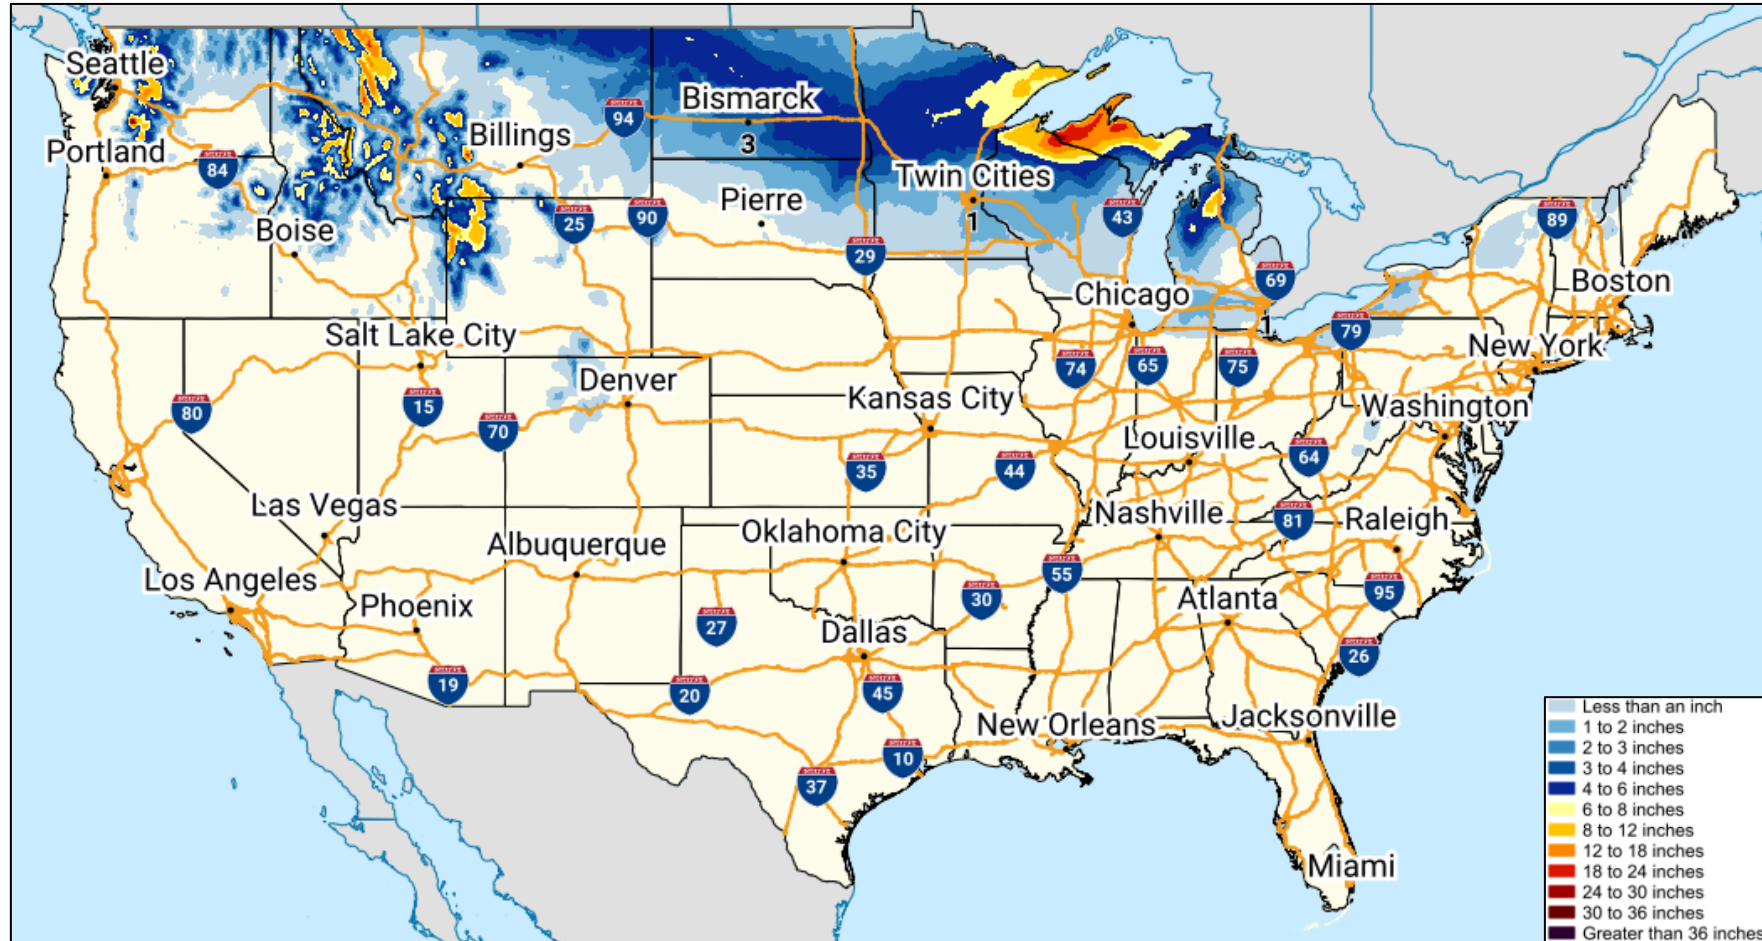 Seattle
Portland
84
Boise
Billings
94
Bismarck
3
Pierre
25
90
29
Twin Cities
1
43
69
1
89
Boston
79
New York
Chicago
74
65
75
Salt Lake City
15
80
70
Denver
Kansas City
35
44
Louisville
64
Washington
Las Vegas
Los Angeles
Phoenix
19
Albuquerque
Oklahoma City
27
Dallas
30
20
45
37
10
55
Nashville
81
Raleigh
95
Atlanta
26
New Orleans
Jacksonville
Miami
Less than an inch
1 to 2 inches
2 to 3 inches
3 to 4 inches
4 to 6 inches
6 to 8 inches
8 to 12 inches
12 to 18 inches
18 to 24 inches
24 to 30 inches
30 to 36 inches
Greater than 36 inches